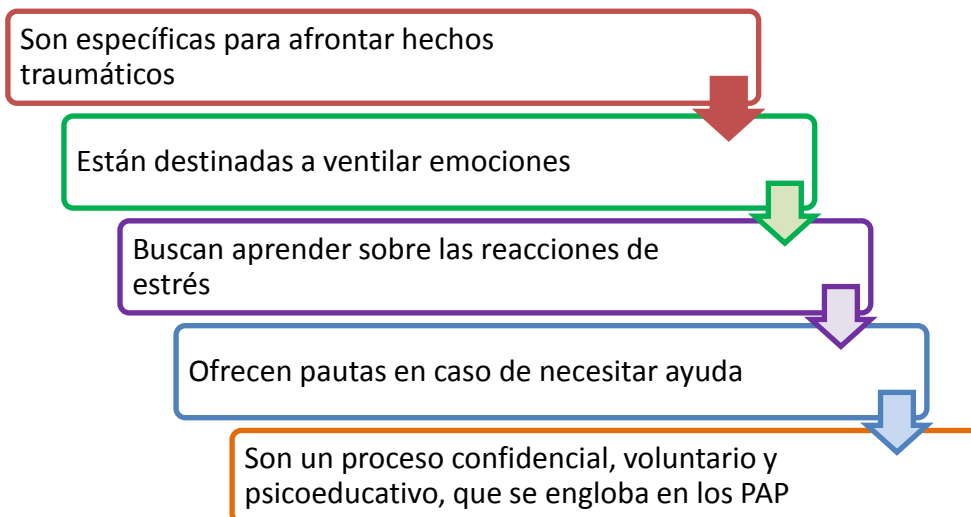 Son específicas para afrontar hechos
traumáticos
Están destinadas a ventilar emociones
Buscan aprender sobre las reacciones de
estrés
Ofrecen pautas en caso de necesitar ayuda
Son un proceso confidencial, voluntario y
psicoeducativo, que se engloba en los PAP